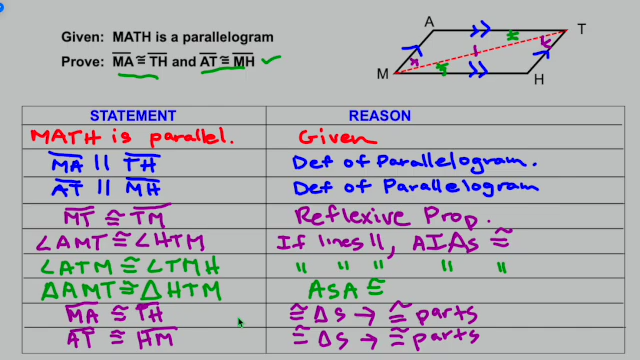 Given: MATH is a parallelogram
Prove: MA ≅ TH and AT ≅ MH ✓
A
T
M
H
STATEMENT REASON
MATH is parallel. Given
MA || TH Def of Parallelogram.
AT || MH Def of Parallelogram
MT ≅ TM Reflexive Prop.
∠AMT ≅ ∠HTM If lines ||, AIΔs ≅
∠ATM ≅ ∠TMH " " " " "
ΔAMT ≅ ΔHTM ASA ≅
MA ≅ TH ≅ Δs → ≅ parts
AT ≅ HM ≅ Δs → ≅ parts